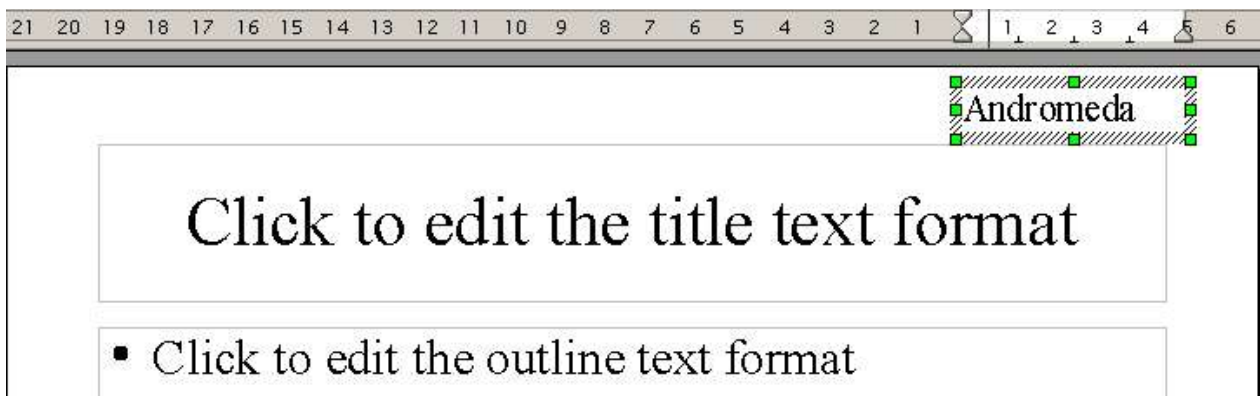 21 20 19 18 17 16 15 14 13 12 11 10 9 8 7 6 5 4 3 2 1 1 2 3 4 5 6
Andromeda
Click to edit the title text format
• Click to edit the outline text format